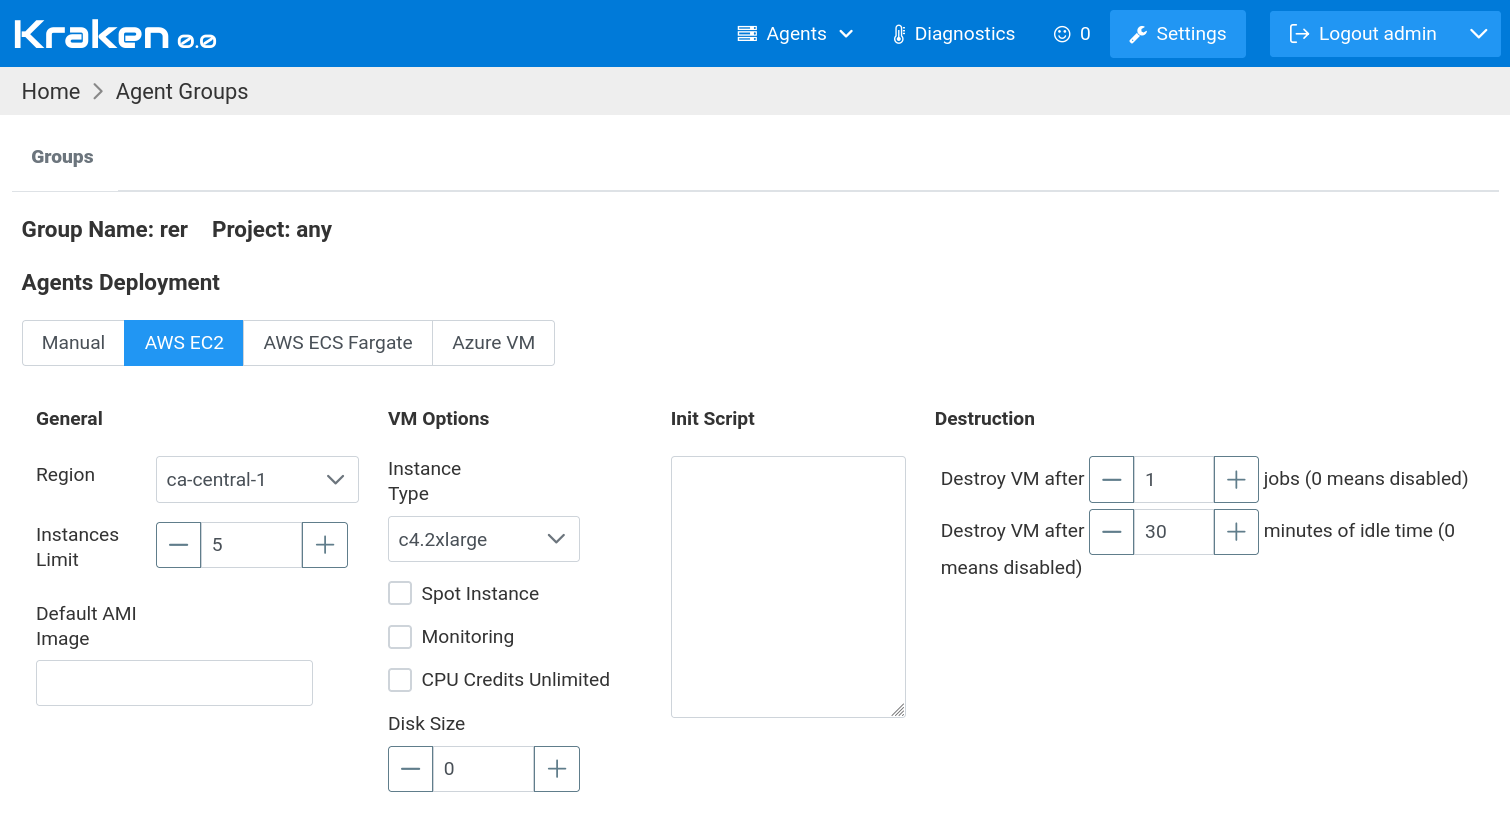 Kraken 0.0
Agents
Diagnostics
0
Settings
Logout admin
Home
Agent Groups
Groups
Group Name: rer Project: any
Agents Deployment
Manual
AWS EC2
AWS ECS Fargate
Azure VM
General
Region
ca-central-1
Instances
Limit
5
Default AMI
Image
VM Options
Instance
Type
c4.2xlarge
Spot Instance
Monitoring
CPU Credits Unlimited
Disk Size
0
Init Script
Destruction
Destroy VM after 1 jobs (0 means disabled)
Destroy VM after 30 minutes of idle time (0
means disabled)